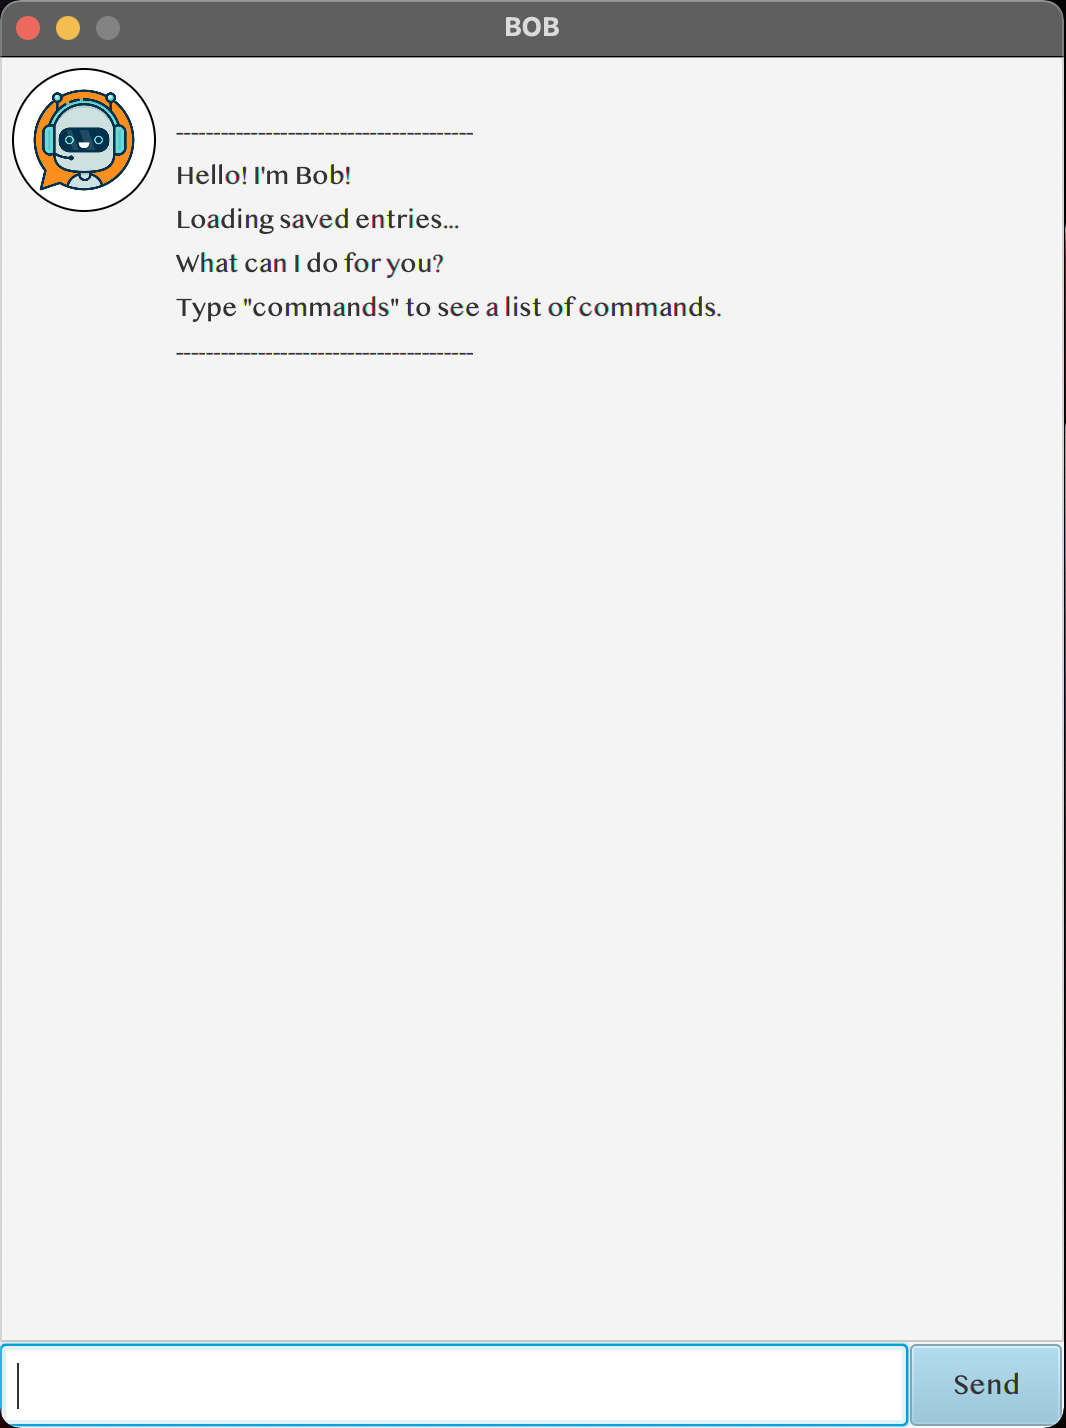 BOB
----------------------------------------
Hello! I'm Bob!
Loading saved entries...
What can I do for you?
Type "commands" to see a list of commands.
----------------------------------------
Send